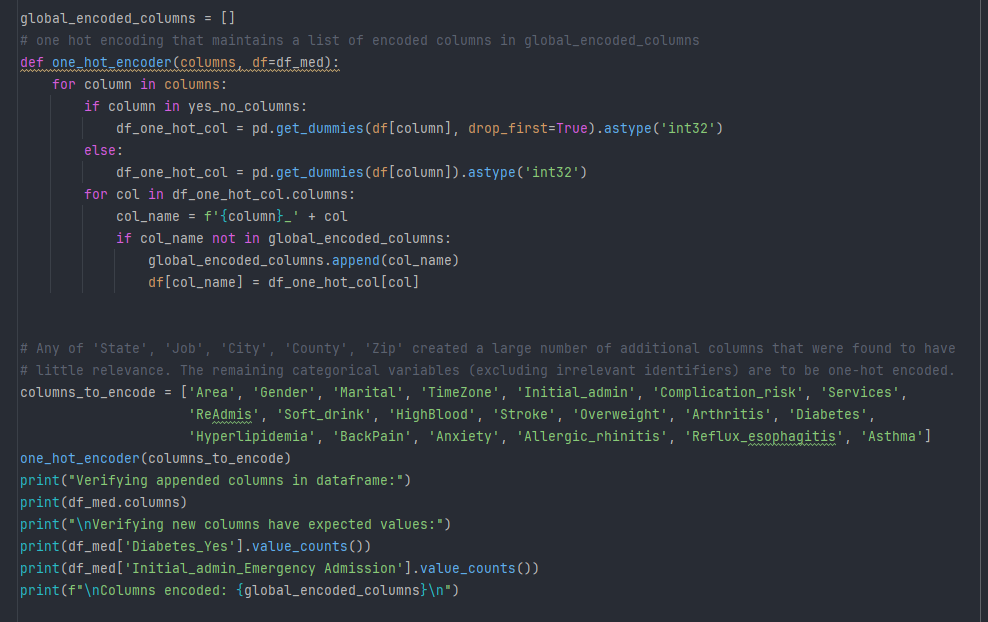 global_encoded_columns = []
# one hot encoding that maintains a list of encoded columns in global_encoded_columns
def one_hot_encoder(columns, df=df_med):
    for column in columns:
        if column in yes_no_columns:
            df_one_hot_col = pd.get_dummies(df[column], drop_first=True).astype('int32')
        else:
            df_one_hot_col = pd.get_dummies(df[column]).astype('int32')
        for col in df_one_hot_col.columns:
            col_name = f'{column}_' + col
            if col_name not in global_encoded_columns:
                global_encoded_columns.append(col_name)
                df[col_name] = df_one_hot_col[col]
# Any of 'State', 'Job', 'City', 'County', 'Zip' created a large number of additional columns that were found to have
# little relevance. The remaining categorical variables (excluding irrelevant identifiers) are to be one-hot encoded.
columns_to_encode = ['Area', 'Gender', 'Marital', 'TimeZone', 'Initial_admin', 'Complication_risk', 'Services',
                     'ReAdmis', 'Soft_drink', 'HighBlood', 'Stroke', 'Overweight', 'Arthritis', 'Diabetes',
                     'Hyperlipidemia', 'BackPain', 'Anxiety', 'Allergic_rhinitis', 'Reflux_esophagitis', 'Asthma']
one_hot_encoder(columns_to_encode)
print("Verifying appended columns in dataframe:")
print(df_med.columns)
print("\nVerifying new columns have expected values:")
print(df_med['Diabetes_Yes'].value_counts())
print(df_med['Initial_admin_Emergency Admission'].value_counts())
print(f"\nColumns encoded: {global_encoded_columns}\n")